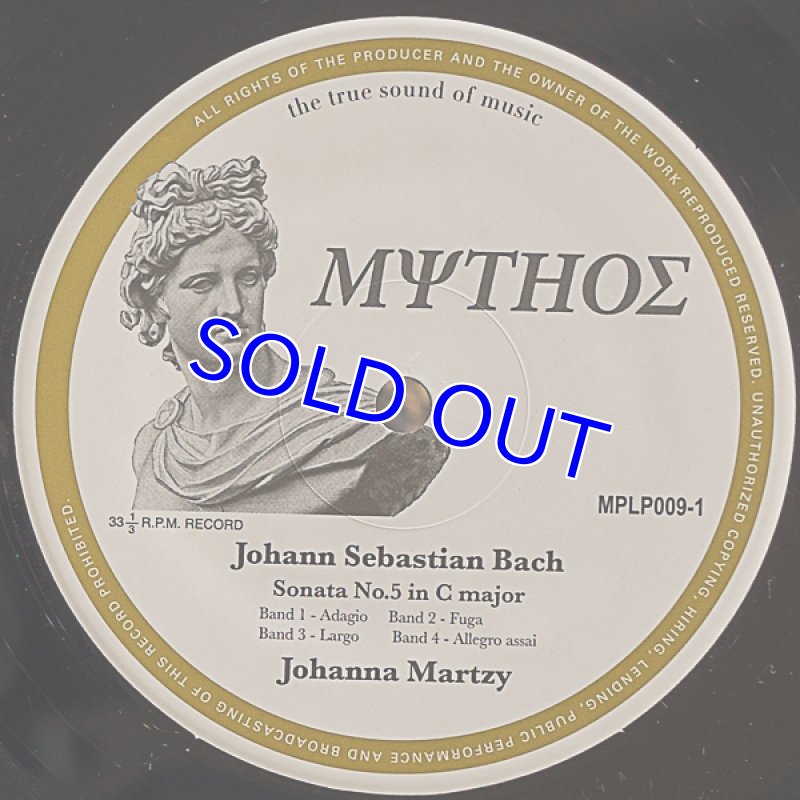 ALL RIGHTS OF THE PRODUCER AND THE OWNER OF THE WORK REPRODUCED RESERVED. UNAUTHORIZED COPYING, HIRING, LENDING, PUBLIC PERFORMANCE AND BROADCASTING OF THIS RECORD PROHIBITED.
the true sound of music
ΜΨΤΗΟΣ
SOLD OUT
MPLP009-1
33 1/3 R.P.M. RECORD
Johann Sebastian Bach
Sonata No.5 in C major
Band 1 - Adagio Band 2 - Fuga
Band 3 - Largo Band 4 - Allegro assai
Johanna Martzy